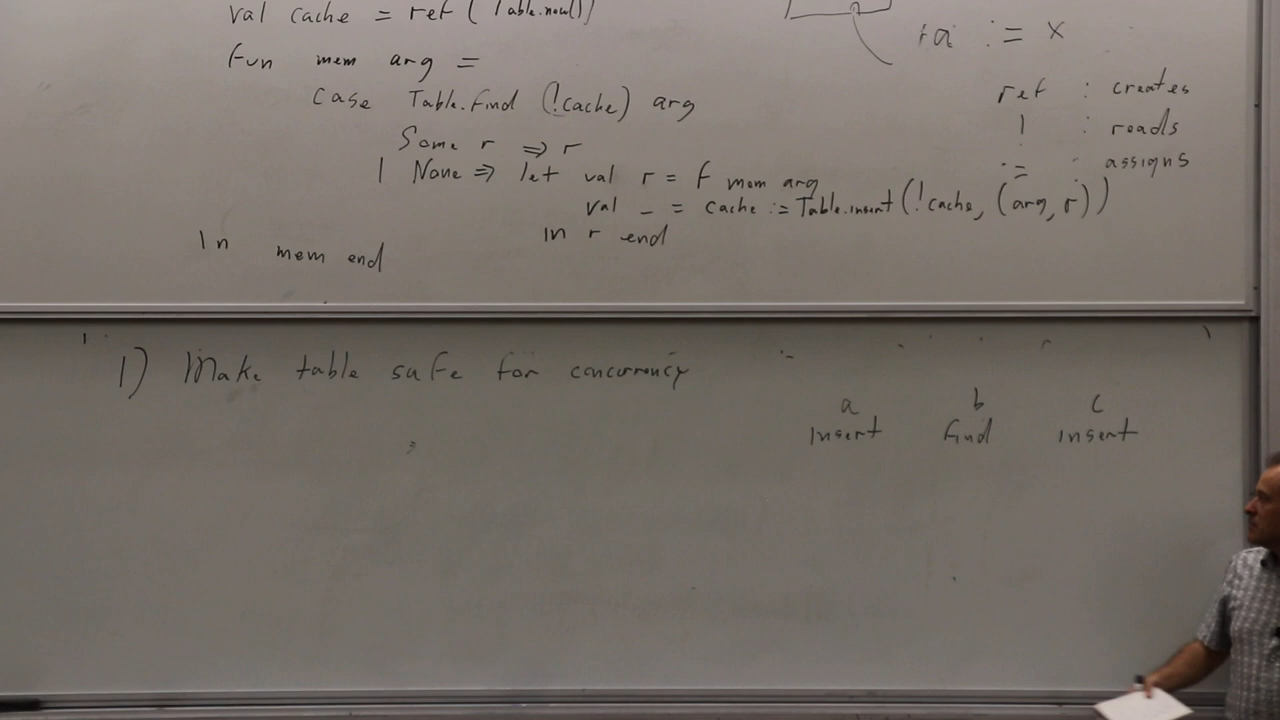 val cache = ref (Table.new())
fun mem arg =
case Table.find (!cache) arg
Some r ⇒ r
| None ⇒ let val r = f mem arg
val _ = cache := Table.insert (!cache, (arg, r))
in r end
In mem end
ra := x
ref : creates
! : reads
:= : assigns
1) Make table safe for concurrency
a b c
Insert find insert